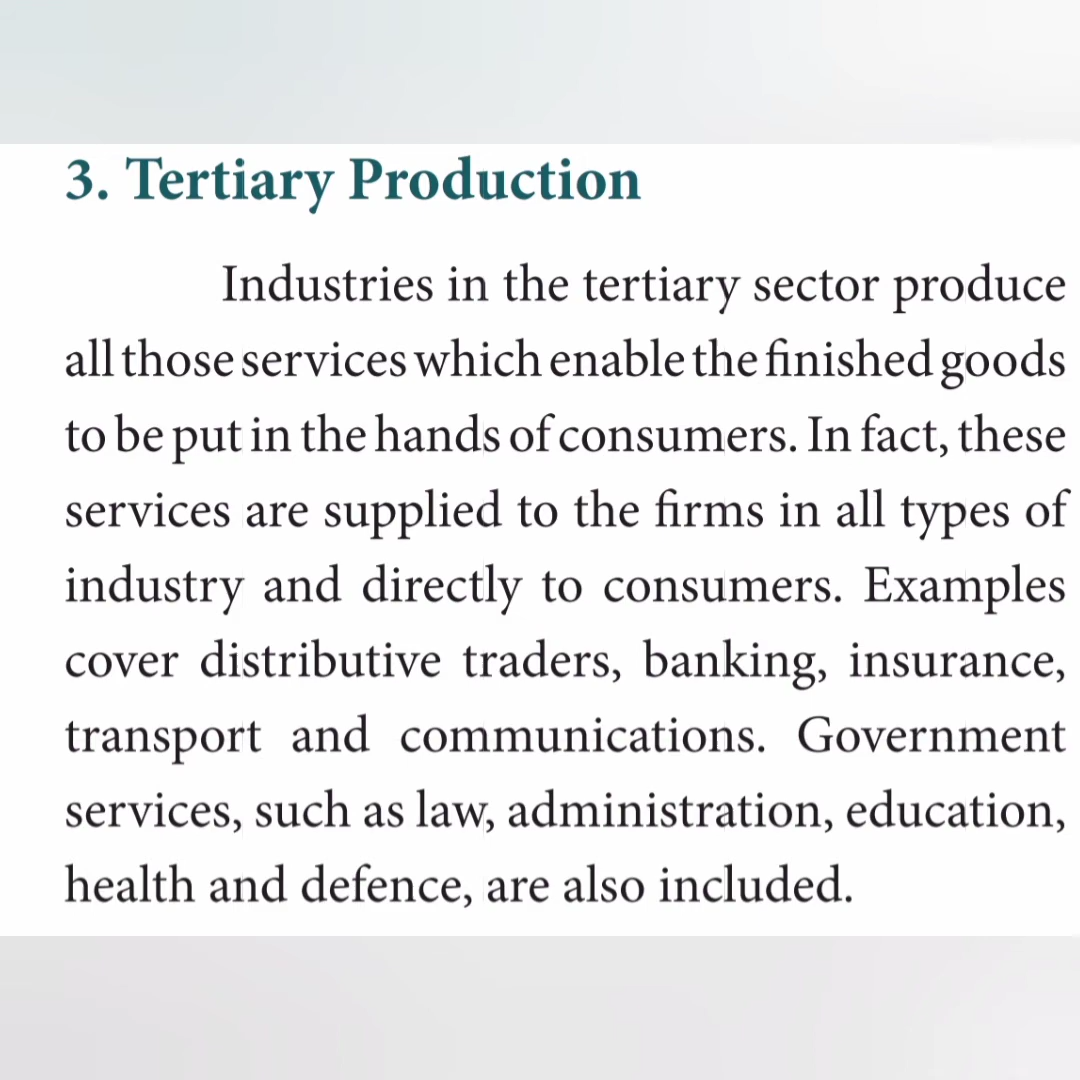 3. Tertiary Production
Industries in the tertiary sector produce
all those services which enable the finished goods
to be put in the hands of consumers. In fact, these
services are supplied to the firms in all types of
industry and directly to consumers. Examples
cover distributive traders, banking, insurance,
transport and communications. Government
services, such as law, administration, education,
health and defence, are also included.